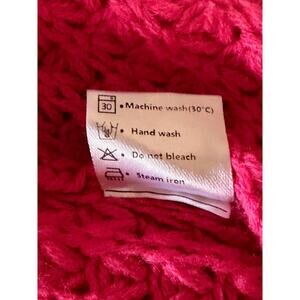 30 •Machine wash(30°C)
• Hand wash
• Do not bleach
• Steam iron